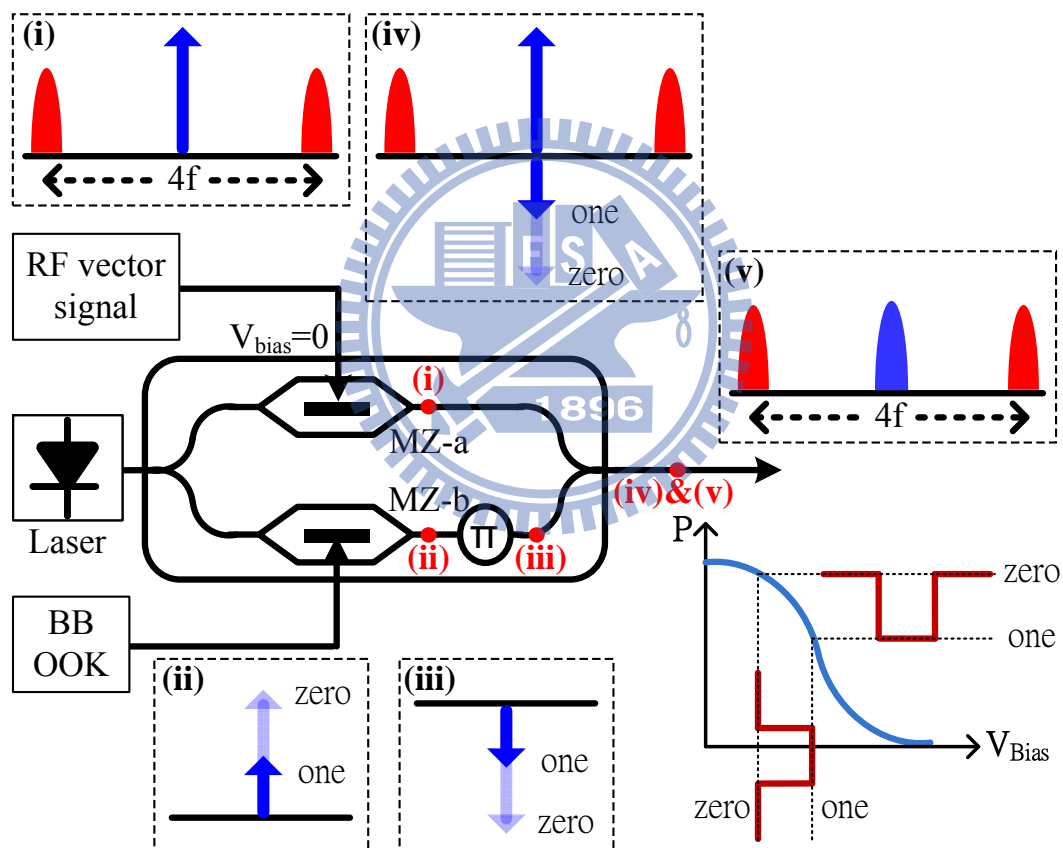 (i)
4f
(iv)
one
zero
(v)
4f
RF vector
signal
V_bias=0
(i)
MZ-a
Laser
MZ-b
π
(ii)
(iii)
(iv)&(v)
BB
OOK
(ii)
zero
one
(iii)
one
zero
P
zero
one
V_Bias
zero
one
E S A
1896